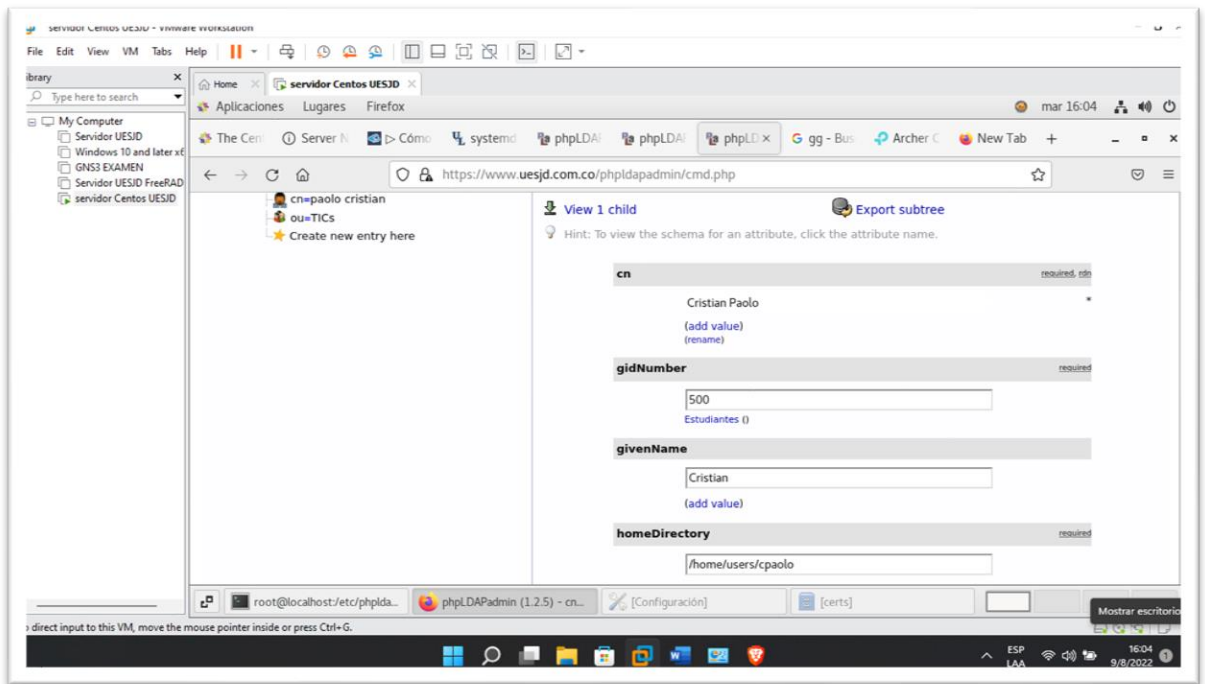 servidor Centos UESJD - VMware Workstation
File Edit View VM Tabs Help
ibrary
Type here to search
My Computer
Servidor UESJD
Windows 10 and later x6
GNS3 EXAMEN
Servidor UESJD FreeRAD
servidor Centos UESJD
Home
servidor Centos UESJD
Aplicaciones Lugares Firefox mar 16:04
The Cen Server N Cómo systemd phpLDAP phpLDAP phpLD gg - Bus Archer C New Tab
https://www.uesjd.com.co/phpldapadmin/cmd.php
cn=paolo cristian
ou=TICs
Create new entry here
View 1 child Export subtree
Hint: To view the schema for an attribute, click the attribute name.
cn required, rdn
Cristian Paolo *
(add value)
(rename)
gidNumber required
500
Estudiantes ()
givenName
Cristian
(add value)
homeDirectory required
/home/users/cpaolo
root@localhost:/etc/phplda... phpLDAPadmin (1.2.5) - cn... [Configuración] [certs]
Mostrar escritorio
direct input to this VM, move the mouse pointer inside or press Ctrl+G.
ESP
LAA
16:04
9/8/2022
1